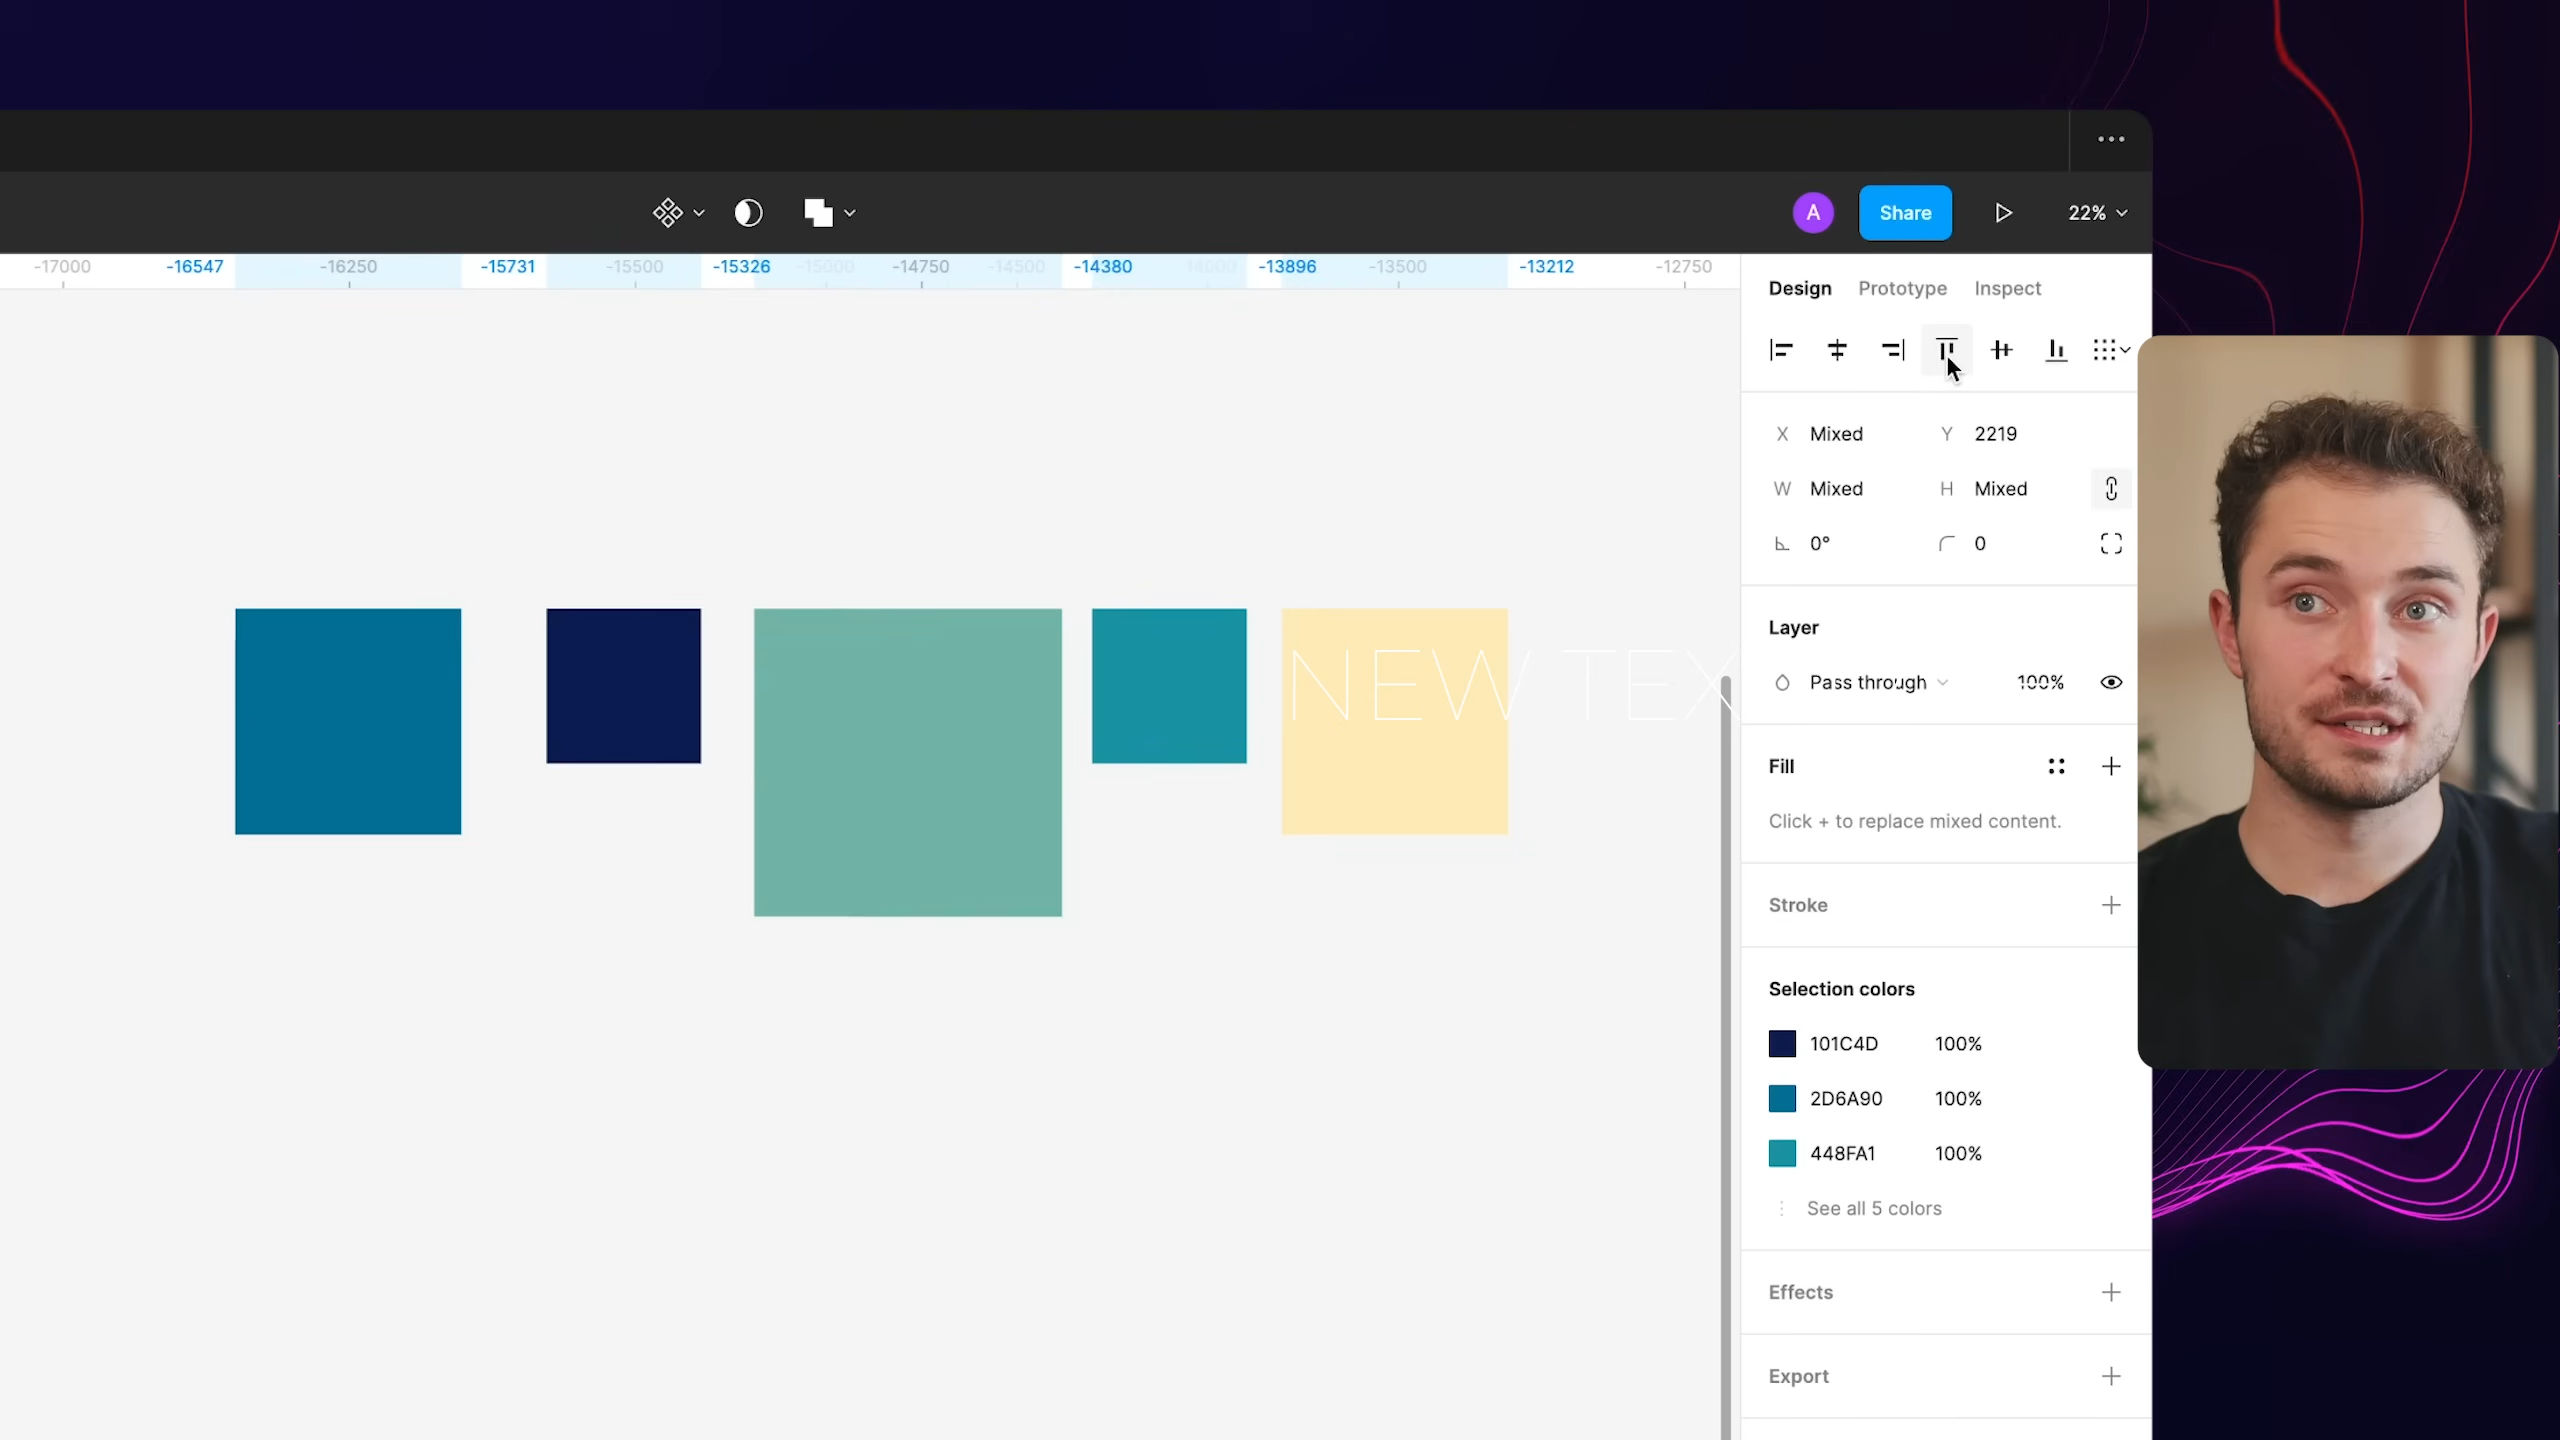 A Share 22%
-17000 -16547 -16250 -15731 -15500 -15326 -15000 -14750 -14500 -14380 14000 -13896 -13500 -13212 -12750
Design Prototype Inspect
X Mixed Y 2219
W Mixed H Mixed
0° 0
NEW TEX
Layer
Pass through 100%
Fill
Click + to replace mixed content.
Stroke
Selection colors
101C4D 100%
2D6A90 100%
448FA1 100%
See all 5 colors
Effects
Export